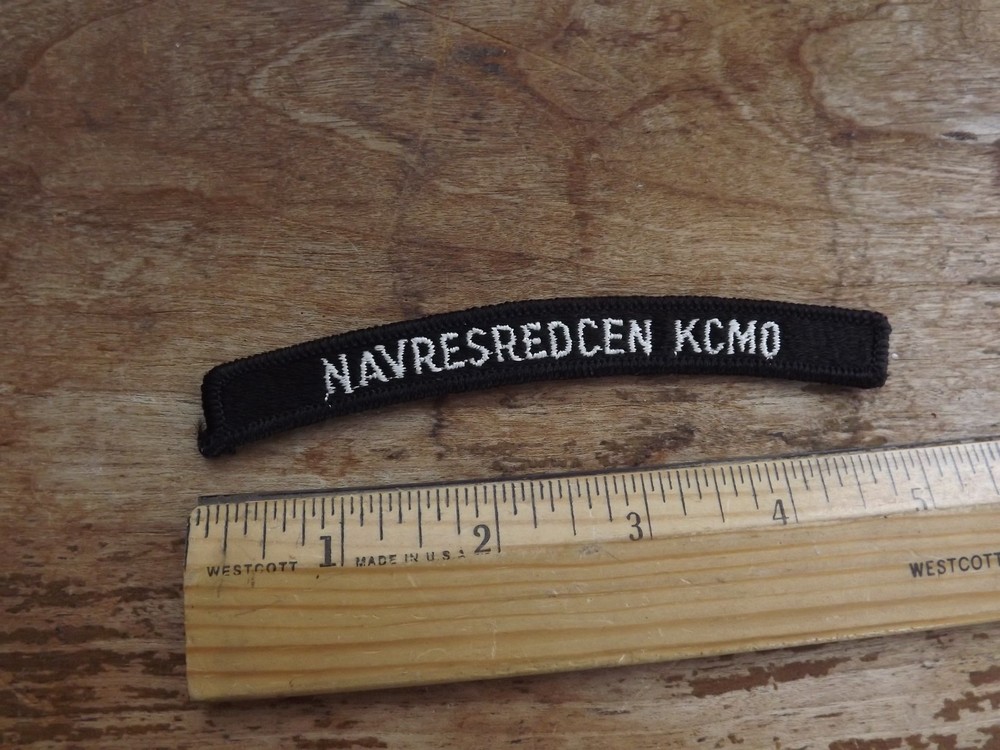 NAVRESREDCEN KCMO
1 2 3 4 5
WESTCOTT MADE IN U.S.A. WESTCOTT